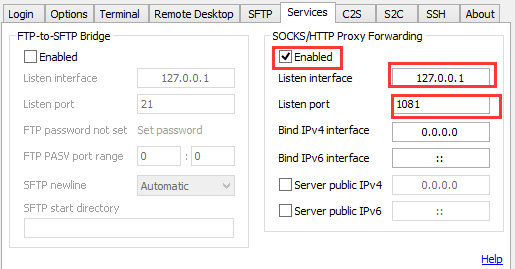 Login Options Terminal Remote Desktop SFTP Services C2S S2C SSH About
FTP-to-SFTP Bridge
Enabled
Listen interface 127.0.0.1
Listen port 21
FTP password not set Set password
FTP PASV port range 0 : 0
SFTP newline Automatic
SFTP start directory
SOCKS/HTTP Proxy Forwarding
Enabled
Listen interface 127.0.0.1
Listen port 1081
Bind IPv4 interface 0.0.0.0
Bind IPv6 interface ::
Server public IPv4 0.0.0.0
Server public IPv6 ::
Help